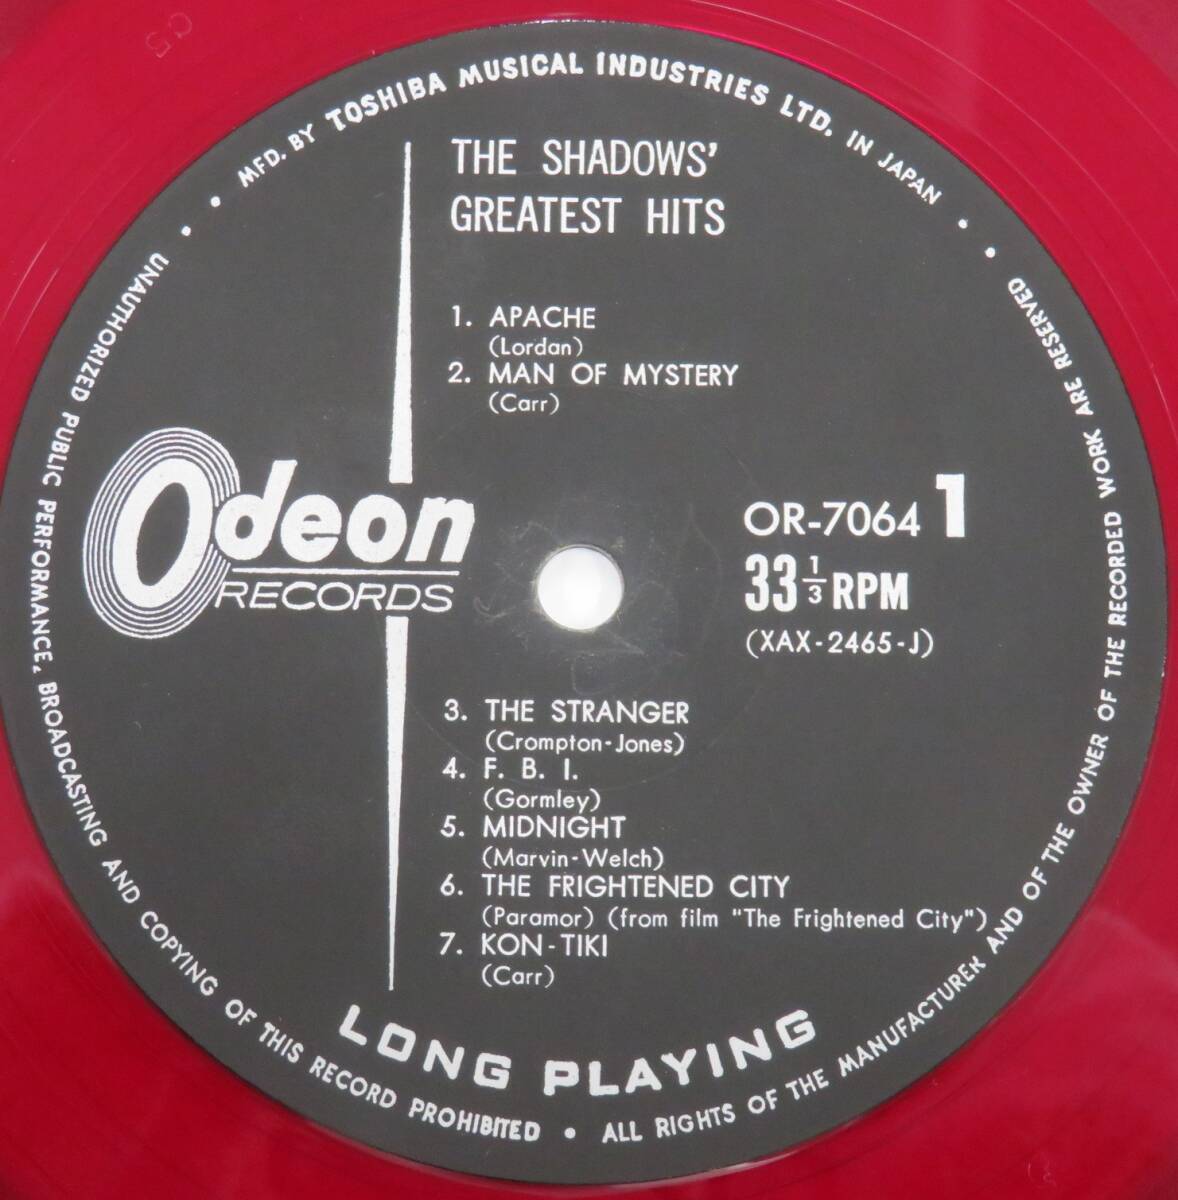 MFD. BY TOSHIBA MUSICAL INDUSTRIES LTD. IN JAPAN
THE SHADOWS'
GREATEST HITS
1. APACHE
(Lordan)
2. MAN OF MYSTERY
(Carr)
Odeon
RECORDS
OR-7064 1
33 1/3 RPM
(XAX-2465-J)
3. THE STRANGER
(Crompton-Jones)
4. F. B. I.
(Gormley)
5. MIDNIGHT
(Marvin-Welch)
6. THE FRIGHTENED CITY
(Paramor) (from film "The Frightened City")
7. KON-TIKI
(Carr)
LONG PLAYING
UNAUTHORIZED PUBLIC PERFORMANCE, BROADCASTING AND COPYING OF THIS RECORD PROHIBITED • ALL RIGHTS OF THE MANUFACTURER AND OF THE OWNER OF THE RECORDED WORK ARE RESERVED